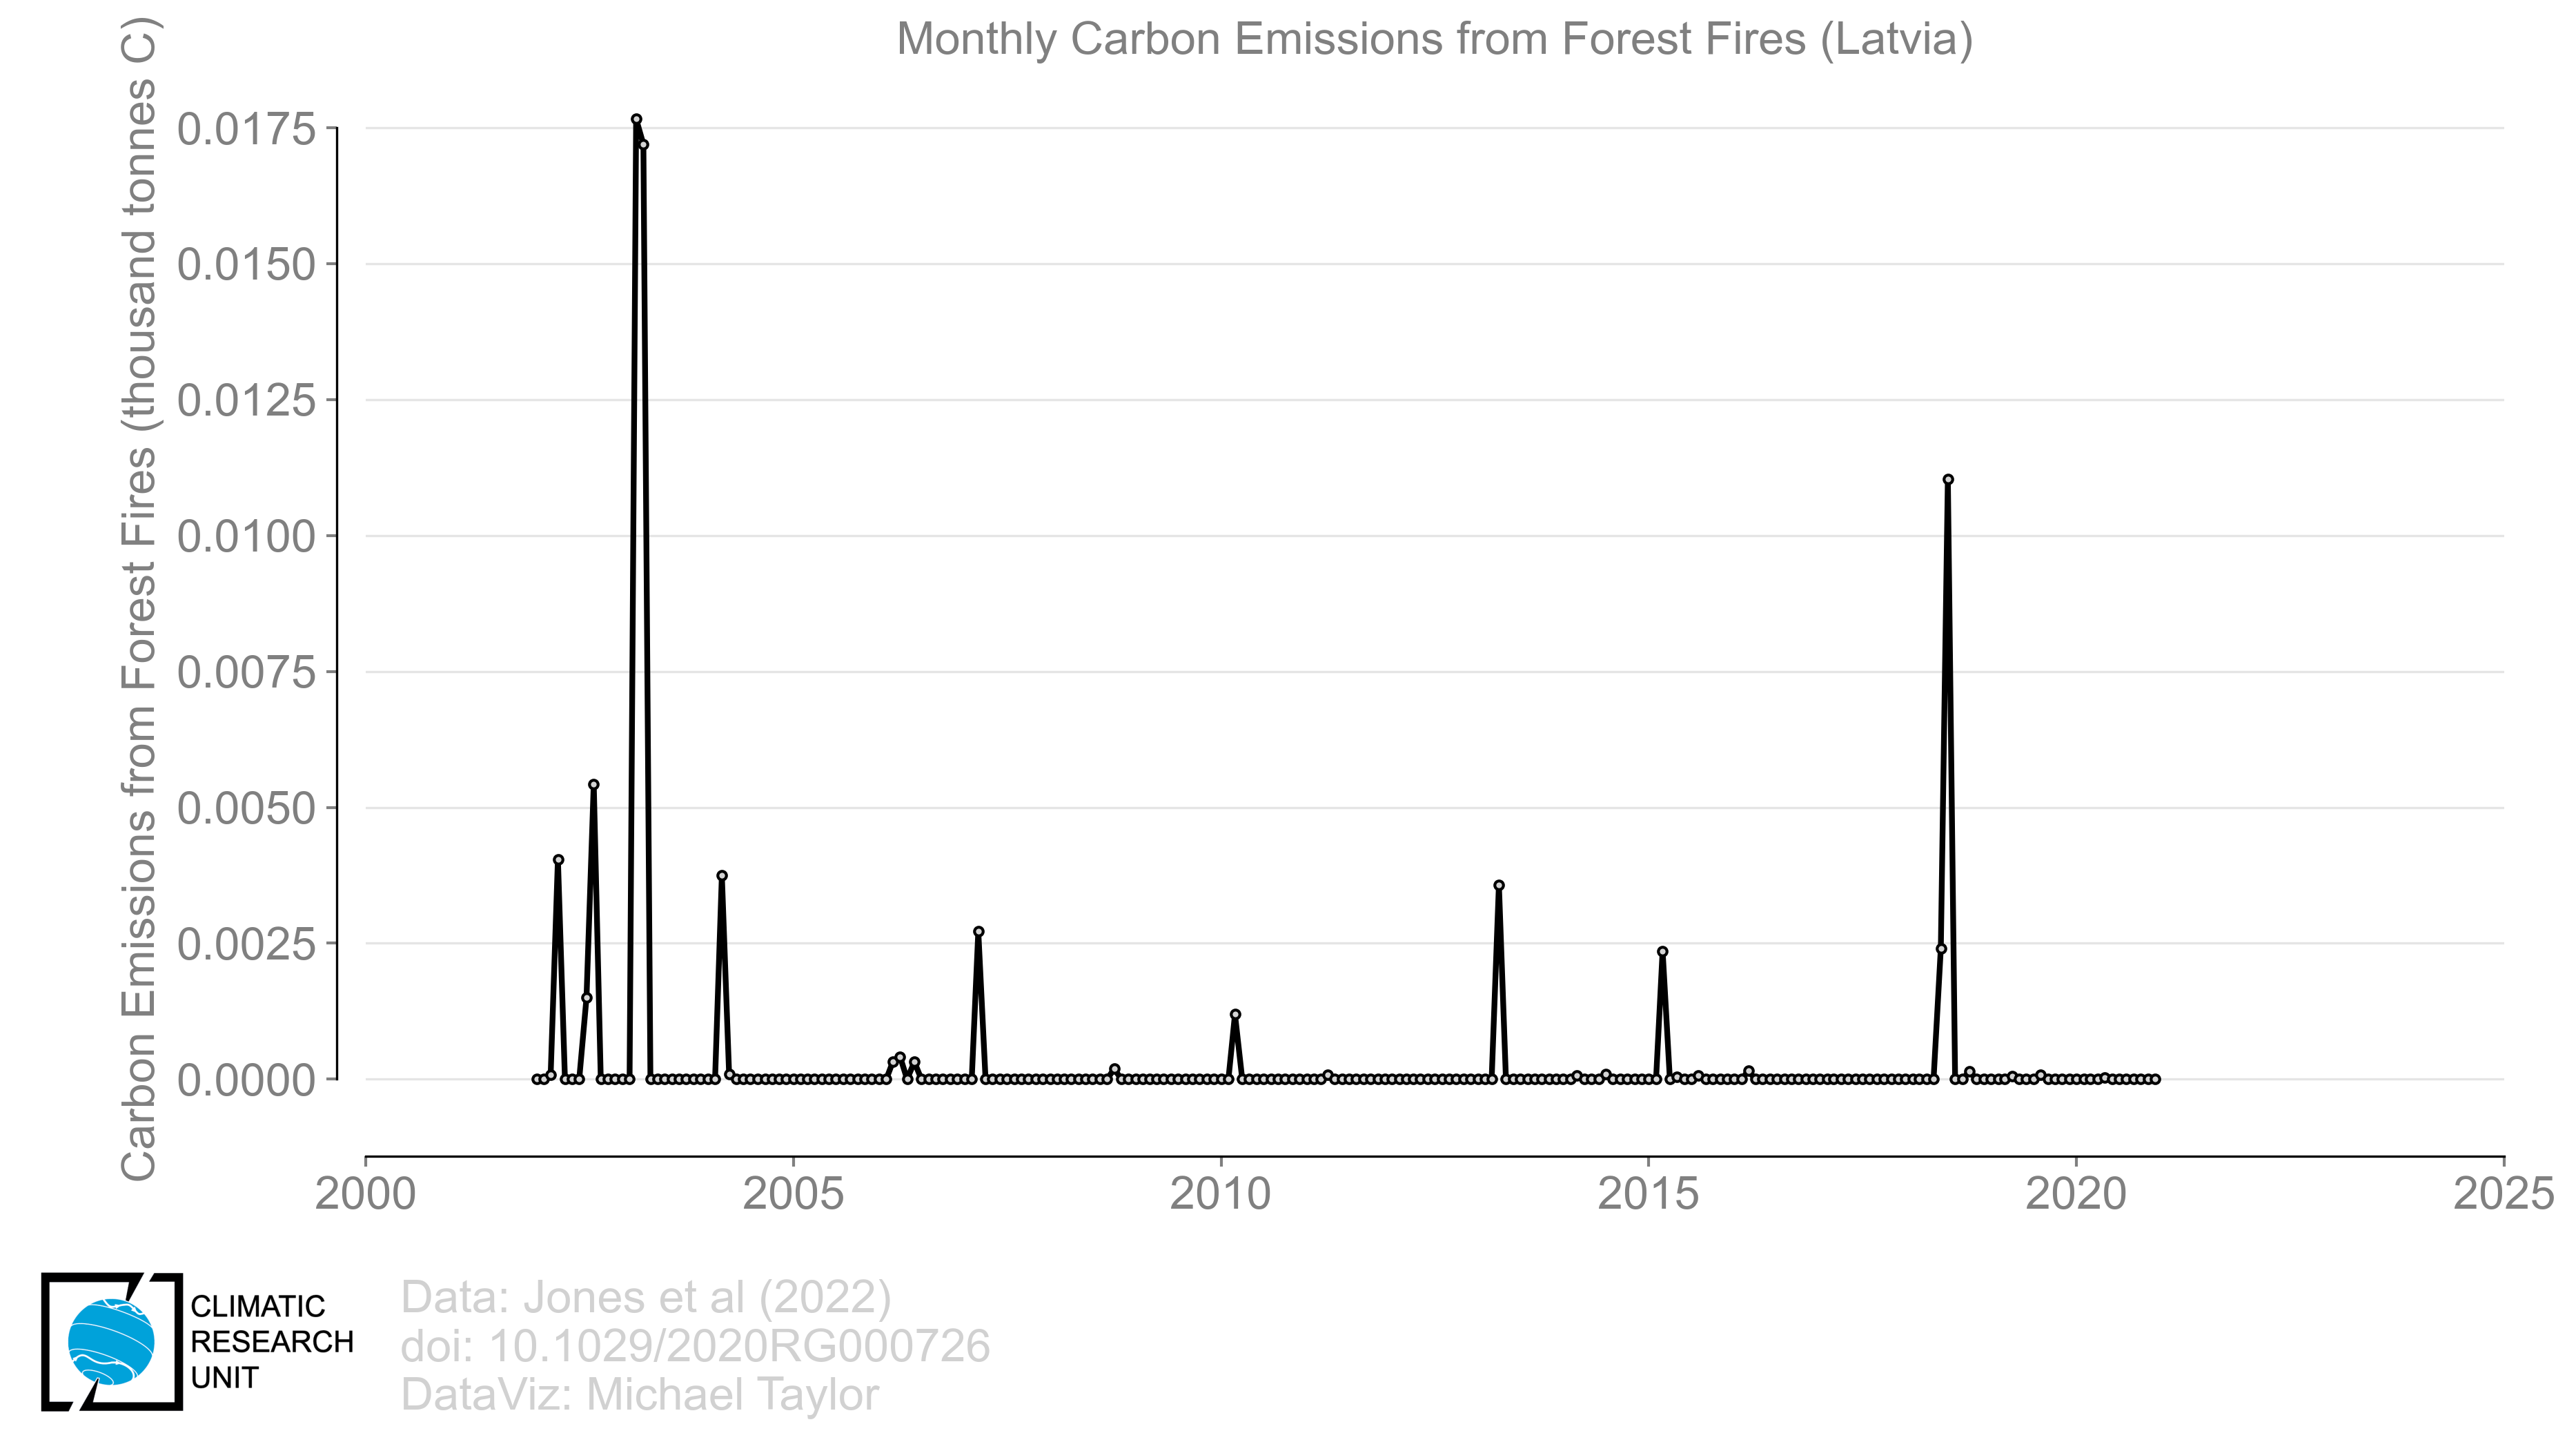 Monthly Carbon Emissions from Forest Fires (Latvia)
Carbon Emissions from Forest Fires (thousand tonnes C)
0.0175
0.0150
0.0125
0.0100
0.0075
0.0050
0.0025
0.0000
2000
2005
2010
2015
2020
2025
CLIMATIC
RESEARCH
UNIT
Data: Jones et al (2022)
doi: 10.1029/2020RG000726
DataViz: Michael Taylor